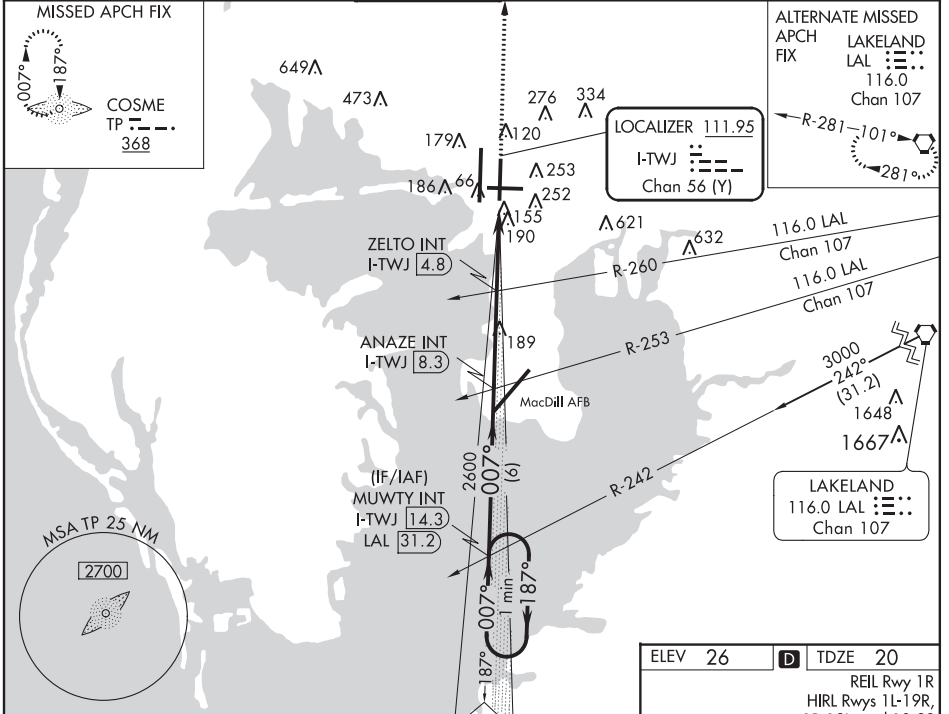 MISSED APCH FIX
007°
187°
COSME
TP
368
649
473
179
186
66
276
334
120
253
252
155
190
621
632
LOCALIZER 111.95
I-TWJ
Chan 56 (Y)
ALTERNATE MISSED
APCH
FIX
LAKELAND
LAL
116.0
Chan 107
R-281
101°
281°
ZELTO INT
I-TWJ 4.8
116.0 LAL
Chan 107
R-260
116.0 LAL
Chan 107
R-253
ANAZE INT
I-TWJ 8.3
189
MacDill AFB
3000
242°
(31.2)
1648
1667
R-242
LAKELAND
116.0 LAL
Chan 107
2600
007°
(6)
(IF/IAF)
MUWTY INT
I-TWJ 14.3
LAL 31.2
007°
1 min
187°
187°
MSA TP 25 NM
2700
ELEV 26
D
TDZE 20
REIL Rwy 1R
HIRL Rwys 1L-19R,